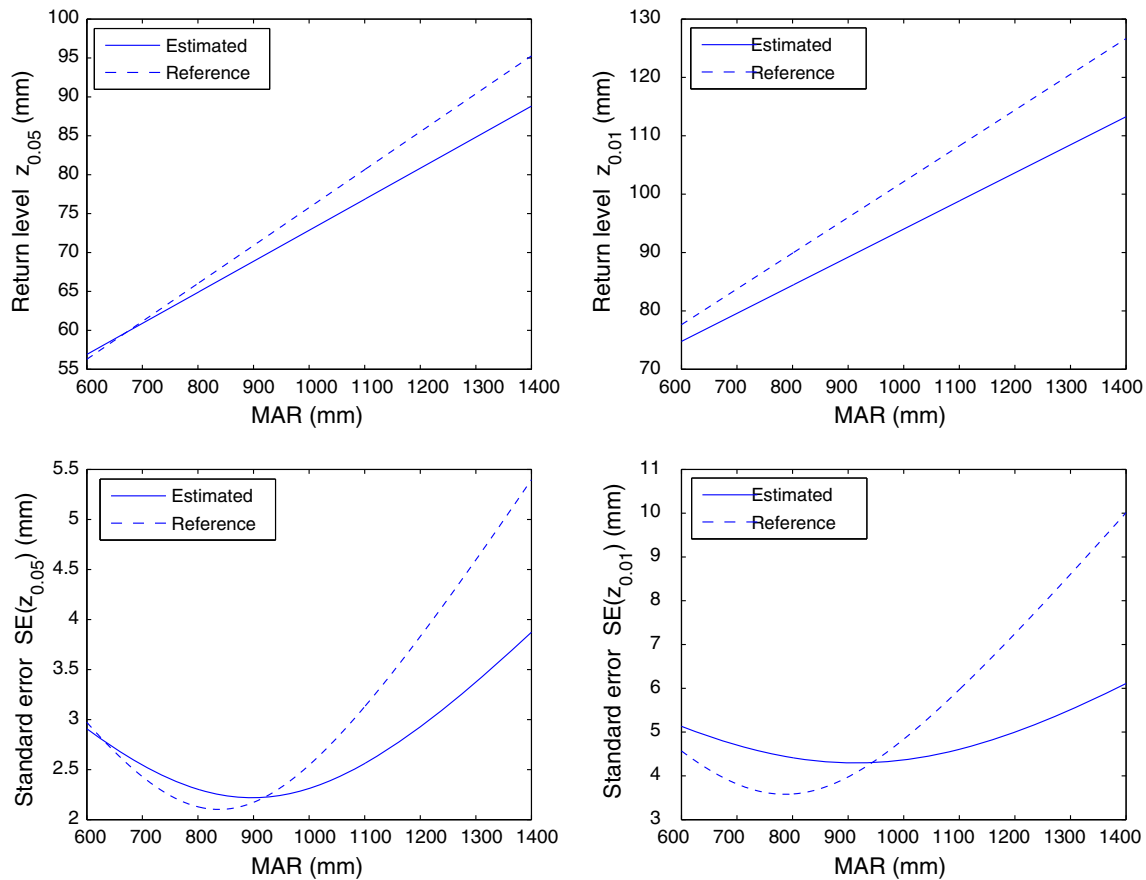 100
95
90
85
80
75
70
65
60
55
Return level z0.05 (mm)
Estimated
Reference
600 700 800 900 1000 1100 1200 1300 1400
MAR (mm)
130
120
110
100
90
80
70
Return level z0.01 (mm)
Estimated
Reference
600 700 800 900 1000 1100 1200 1300 1400
MAR (mm)
5.5
5
4.5
4
3.5
3
2.5
2
Standard error SE(z0.05) (mm)
Estimated
Reference
600 700 800 900 1000 1100 1200 1300 1400
MAR (mm)
11
10
9
8
7
6
5
4
3
Standard error SE(z0.01) (mm)
Estimated
Reference
600 700 800 900 1000 1100 1200 1300 1400
MAR (mm)